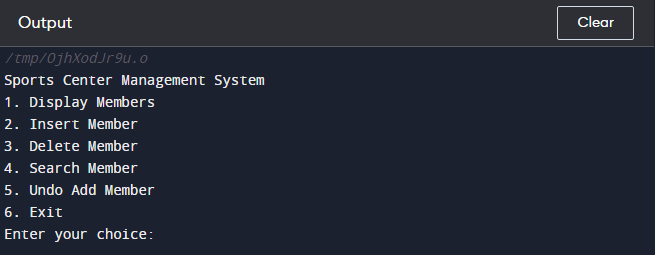 Output
Clear
/tmp/OjhXodJr9u.o
Sports Center Management System
1. Display Members
2. Insert Member
3. Delete Member
4. Search Member
5. Undo Add Member
6. Exit
Enter your choice: